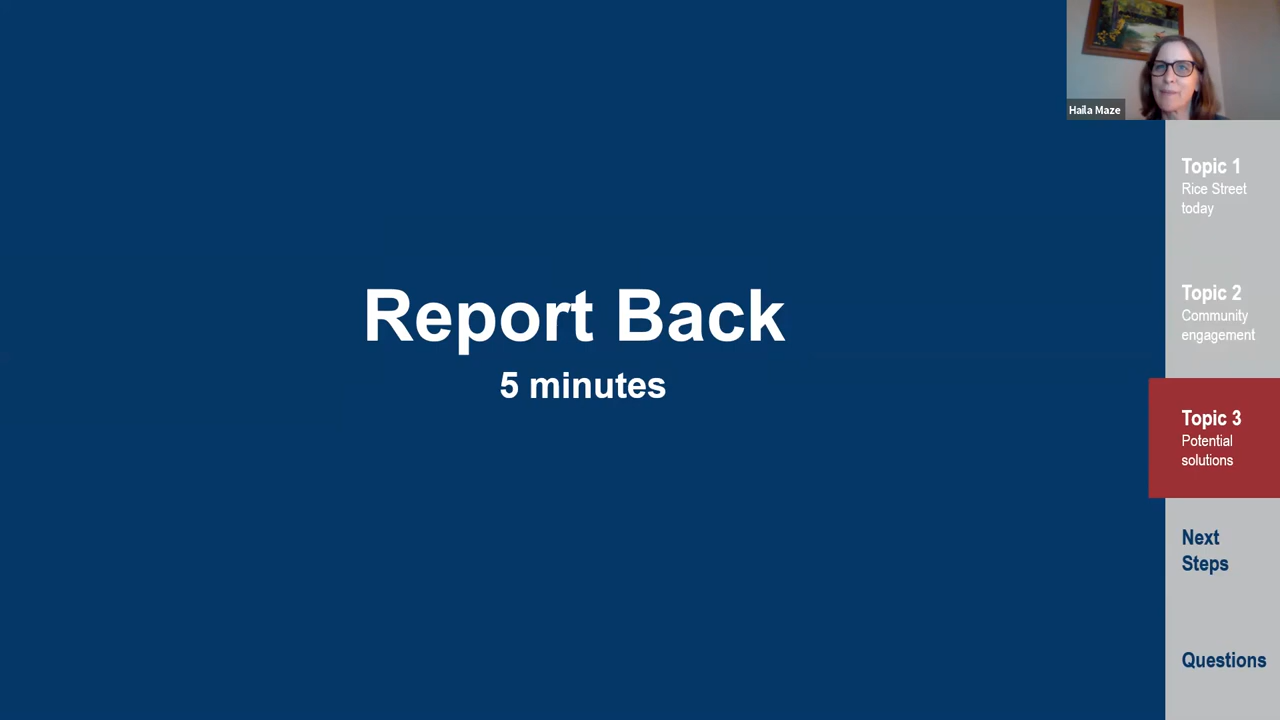 Report Back
5 minutes
Haila Maze
Topic 1
Rice Street
today
Topic 2
Community
engagement
Topic 3
Potential
solutions
Next
Steps
Questions